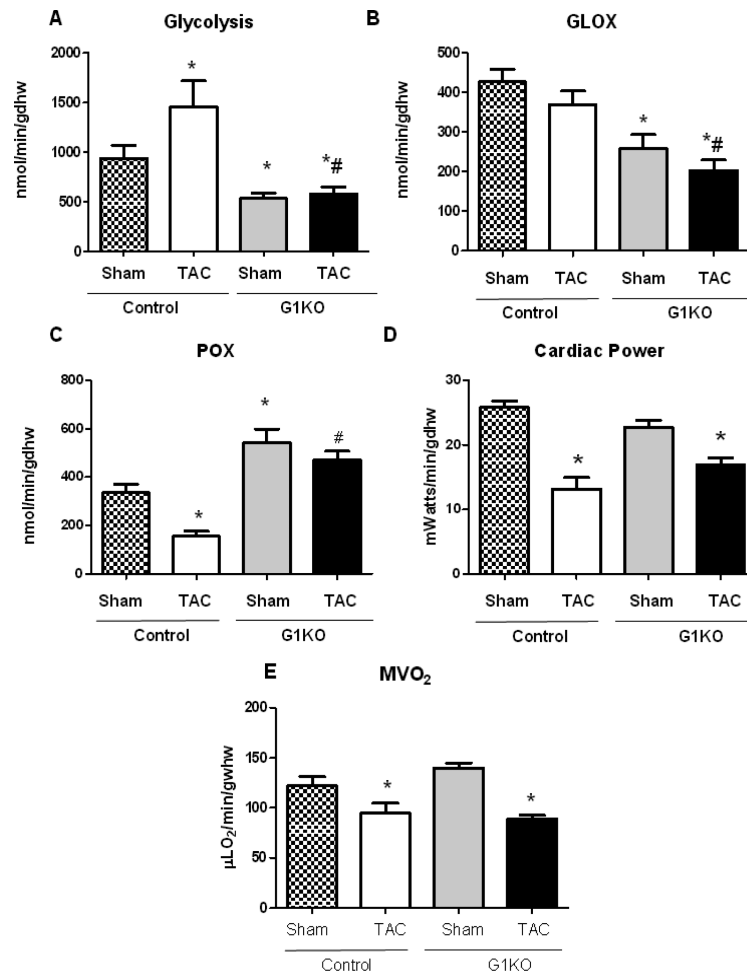 A
Glycolysis
2000
1500
1000
500
0
nmol/min/gdhw
*
*
*#
Sham TAC Sham TAC
Control G1KO
B
GLOX
500
400
300
200
100
0
nmol/min/gdhw
*
*#
Sham TAC Sham TAC
Control G1KO
C
POX
800
600
400
200
0
nmol/min/gdhw
*
*
#
Sham TAC Sham TAC
Control G1KO
D
Cardiac Power
30
20
10
0
mWatts/min/gdhw
*
*
Sham TAC Sham TAC
Control G1KO
E
MVO₂
200
150
100
50
0
µLO₂/min/gwhw
*
*
Sham TAC Sham TAC
Control G1KO